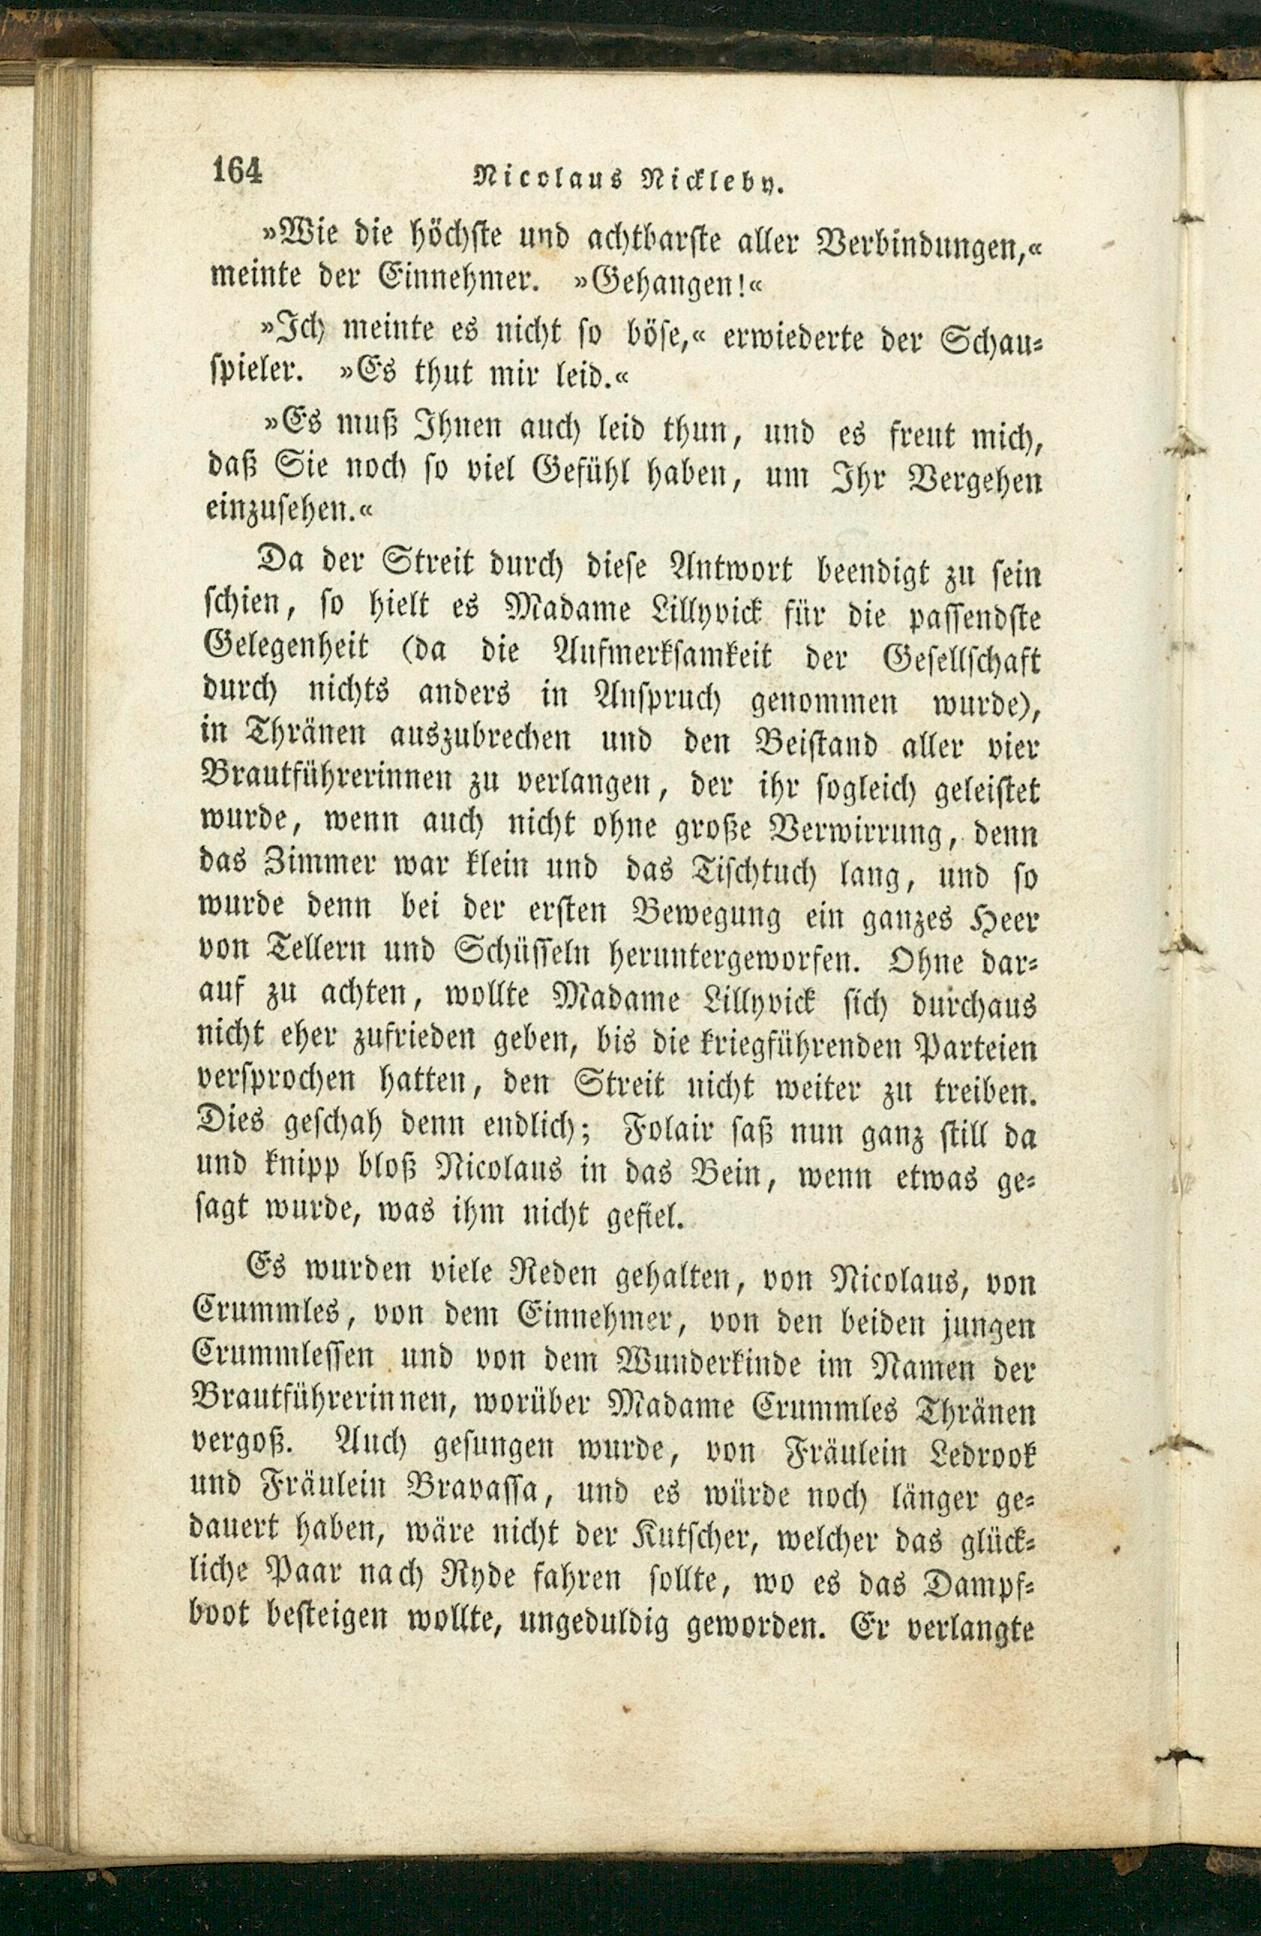 164
Nicolaus Nickleby.
»Wie die höchste und achtbarste aller Verbindungen,«
meinte der Einnehmer. »Gehangen!«
»Ich meinte es nicht so böse,« erwiederte der Schau-
spieler. »Es thut mir leid.«
»Es muß Ihnen auch leid thun, und es freut mich,
daß Sie noch so viel Gefühl haben, um Ihr Vergehen
einzusehen.«
Da der Streit durch diese Antwort beendigt zu sein
schien, so hielt es Madame Lillyvick für die passendste
Gelegenheit (da die Aufmerksamkeit der Gesellschaft
durch nichts anders in Anspruch genommen wurde),
in Thränen auszubrechen und den Beistand aller vier
Brautführerinnen zu verlangen, der ihr sogleich geleistet
wurde, wenn auch nicht ohne große Verwirrung, denn
das Zimmer war klein und das Tischtuch lang, und so
wurde denn bei der ersten Bewegung ein ganzes Heer
von Tellern und Schüsseln heruntergeworfen. Ohne dar-
auf zu achten, wollte Madame Lillyvick sich durchaus
nicht eher zufrieden geben, bis die kriegführenden Parteien
versprochen hatten, den Streit nicht weiter zu treiben.
Dies geschah denn endlich; Folair saß nun ganz still da
und knipp bloß Nicolaus in das Bein, wenn etwas ge-
sagt wurde, was ihm nicht gefiel.
Es wurden viele Reden gehalten, von Nicolaus, von
Crummles, von dem Einnehmer, von den beiden jungen
Crummlessen und von dem Wunderkinde im Namen der
Brautführerinnen, worüber Madame Crummles Thränen
vergoß. Auch gesungen wurde, von Fräulein Ledrook
und Fräulein Bravassa, und es würde noch länger ge-
dauert haben, wäre nicht der Kutscher, welcher das glück-
liche Paar nach Ryde fahren sollte, wo es das Dampf-
boot besteigen wollte, ungeduldig geworden. Er verlangte